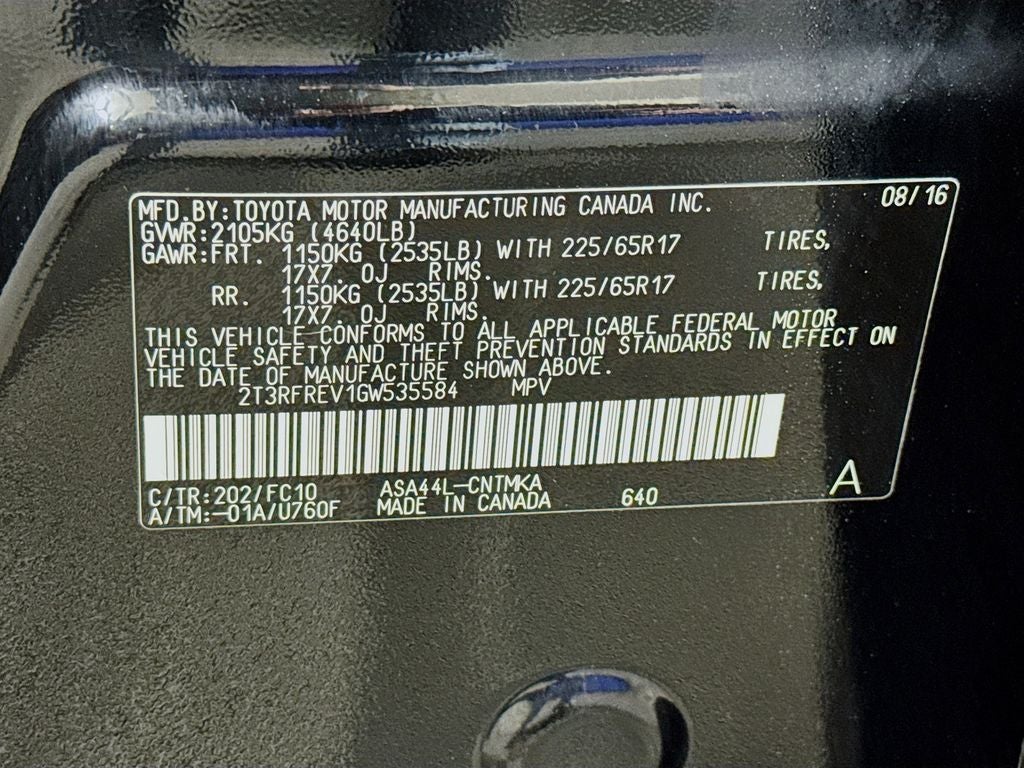 MFD.BY:TOYOTA MOTOR MANUFACTURING CANADA INC. 08/16
GVWR:2105KG (4640LB)
GAWR:FRT. 1150KG (2535LB) WITH 225/65R17 TIRES,
17X7.0J RIMS.
RR. 1150KG (2535LB) WITH 225/65R17 TIRES,
17X7.0J RIMS.
THIS VEHICLE CONFORMS TO ALL APPLICABLE FEDERAL MOTOR
VEHICLE SAFETY AND THEFT PREVENTION STANDARDS IN EFFECT ON
THE DATE OF MANUFACTURE SHOWN ABOVE.
2T3RFREV1GW535584 MPV
C/TR:202/FC10 ASA44L-CNTMKA 640 A
A/TM:-01A/U760F MADE IN CANADA